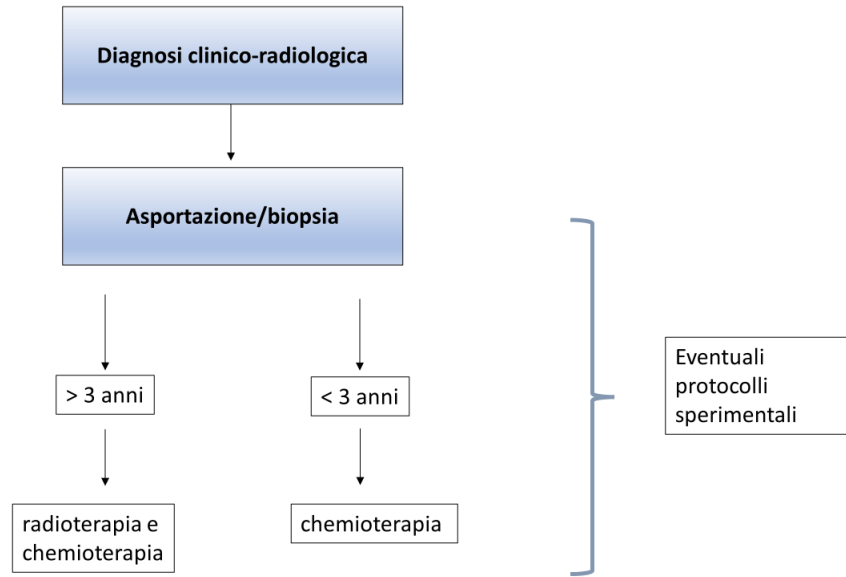 Diagnosi clinico-radiologica
Asportazione/biopsia
> 3 anni
< 3 anni
radioterapia e
chemioterapia
chemioterapia
Eventuali
protocolli
sperimentali